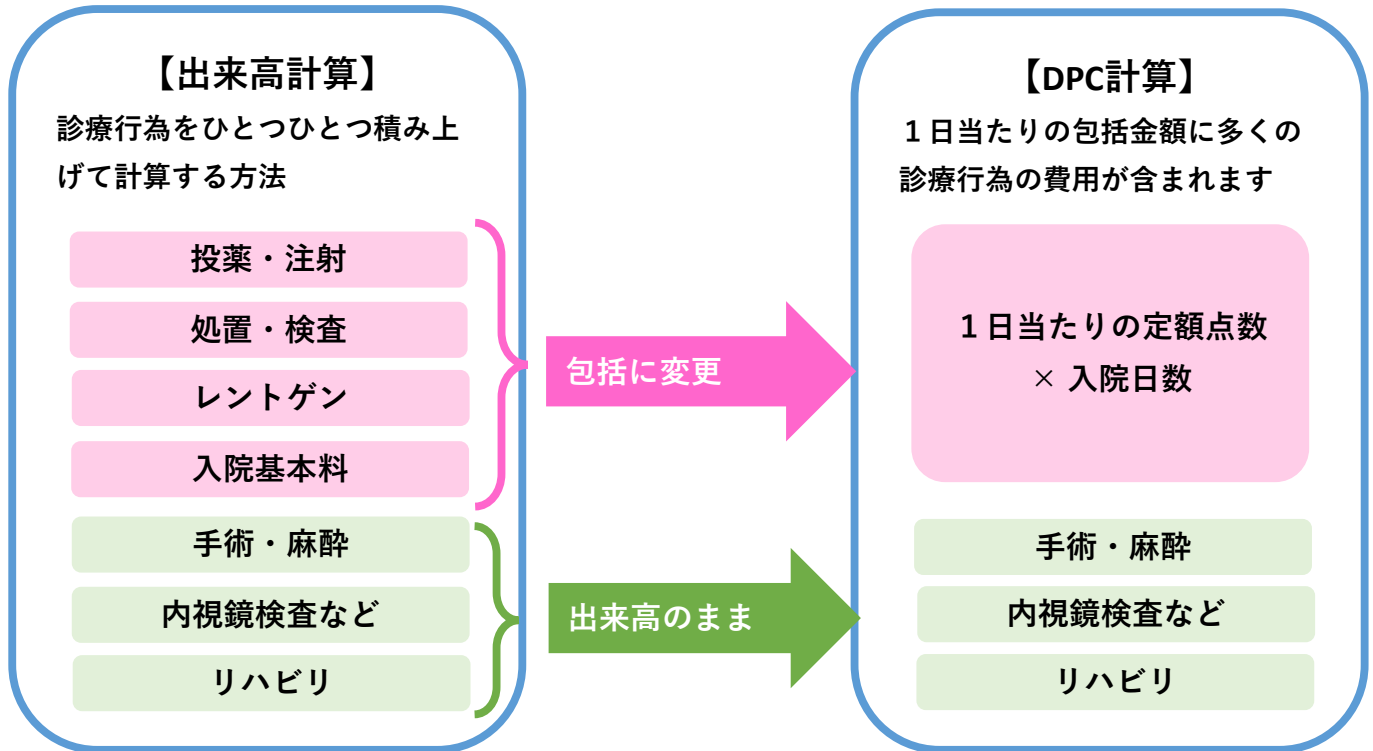 【出来高計算】
診療行為をひとつひとつ積み上
げて計算する方法
投薬・注射
処置・検査
レントゲン
入院基本料
手術・麻酔
内視鏡検査など
リハビリ
包括に変更
出来高のまま
【DPC計算】
１日当たりの包括金額に多くの
診療行為の費用が含まれます
１日当たりの定額点数
× 入院日数
手術・麻酔
内視鏡検査など
リハビリ